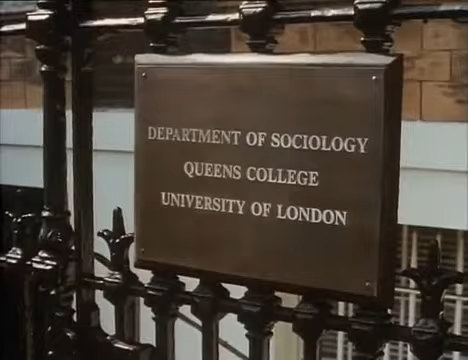 DEPARTMENT OF SOCIOLOGY
QUEENS COLLEGE
UNIVERSITY OF LONDON